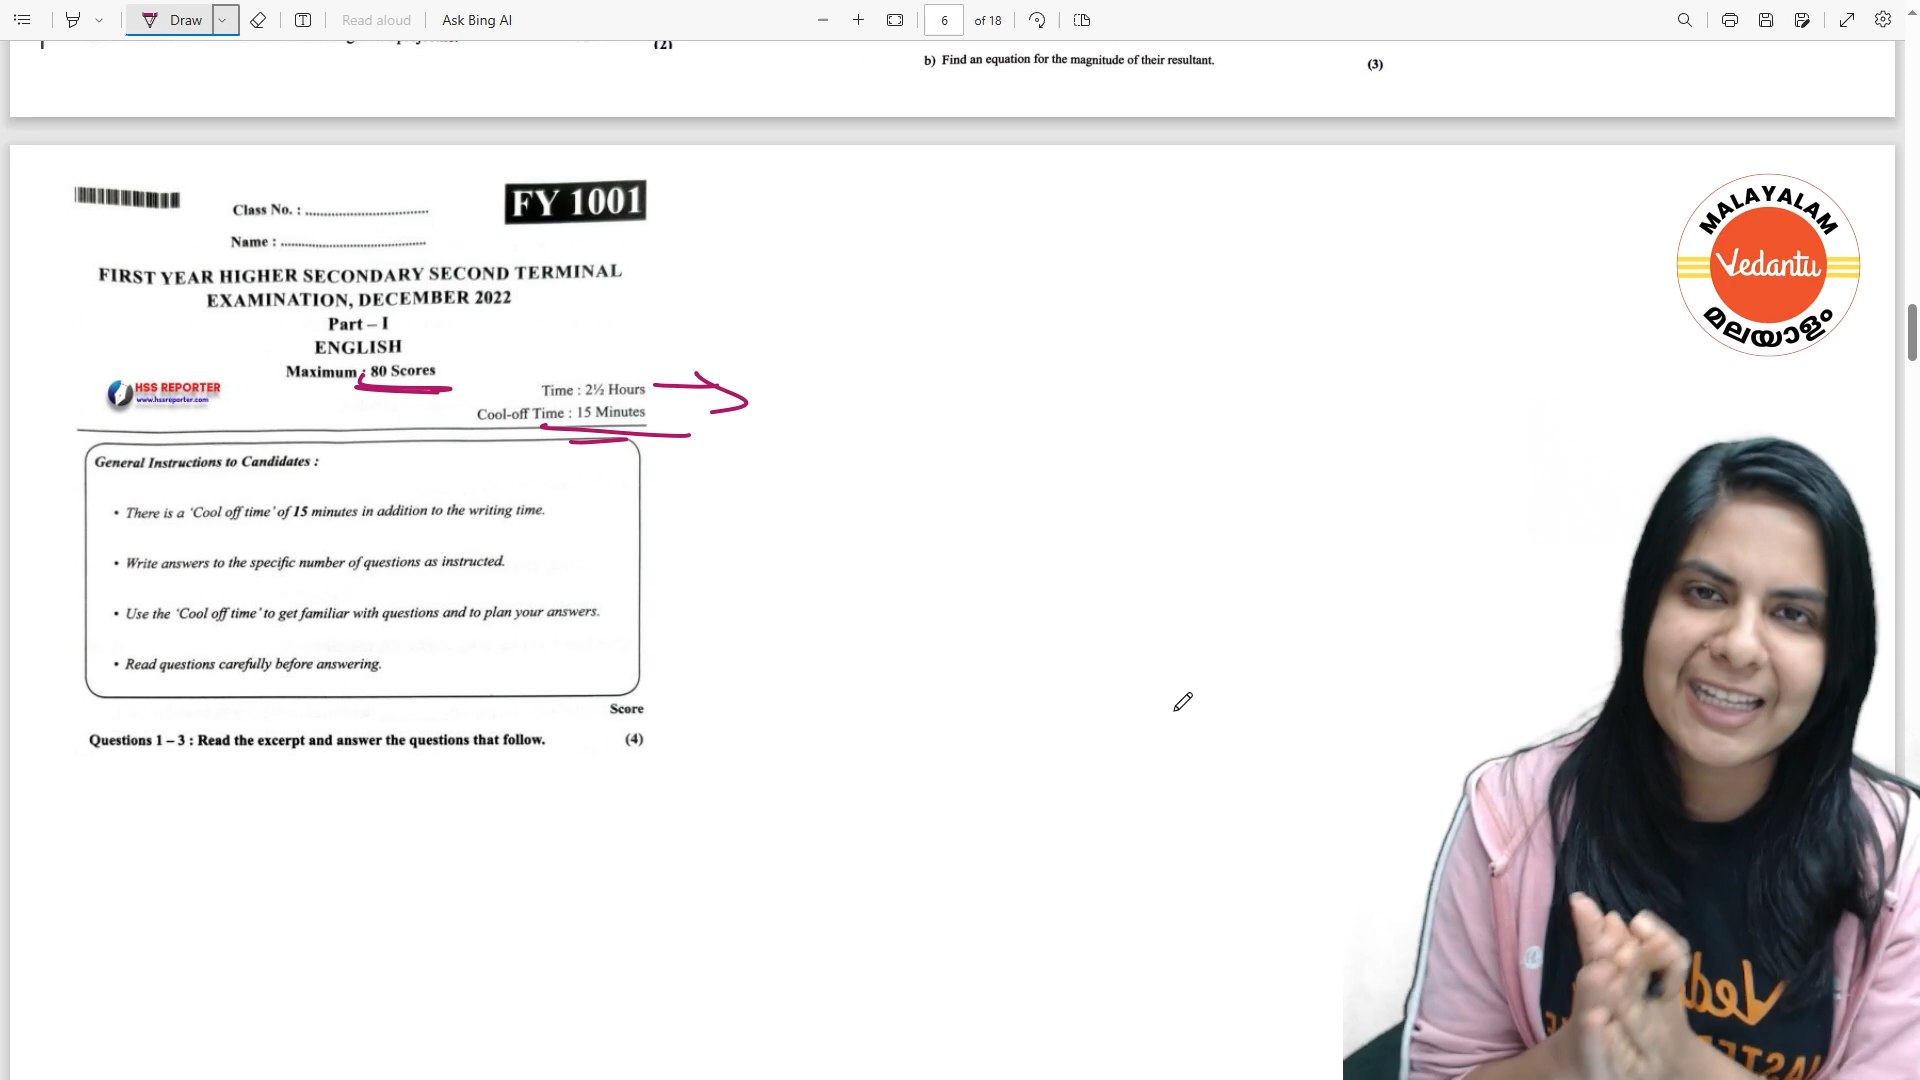 Draw
Read aloud
Ask Bing AI
6 of 18
(2)
b) Find an equation for the magnitude of their resultant.
(3)
Class No. : ................................
FY 1001
Name : .....................................
FIRST YEAR HIGHER SECONDARY SECOND TERMINAL
EXAMINATION, DECEMBER 2022
Part – I
ENGLISH
Maximum : 80 Scores
HSS REPORTER
www.hssreporter.com
Time : 2½ Hours
Cool-off Time : 15 Minutes
General Instructions to Candidates :
• There is a ‘Cool off time’ of 15 minutes in addition to the writing time.
• Write answers to the specific number of questions as instructed.
• Use the ‘Cool off time’ to get familiar with questions and to plan your answers.
• Read questions carefully before answering.
Score
Questions 1 – 3 : Read the excerpt and answer the questions that follow. (4)
MALAYALAM
Vedantu
മലയാളം